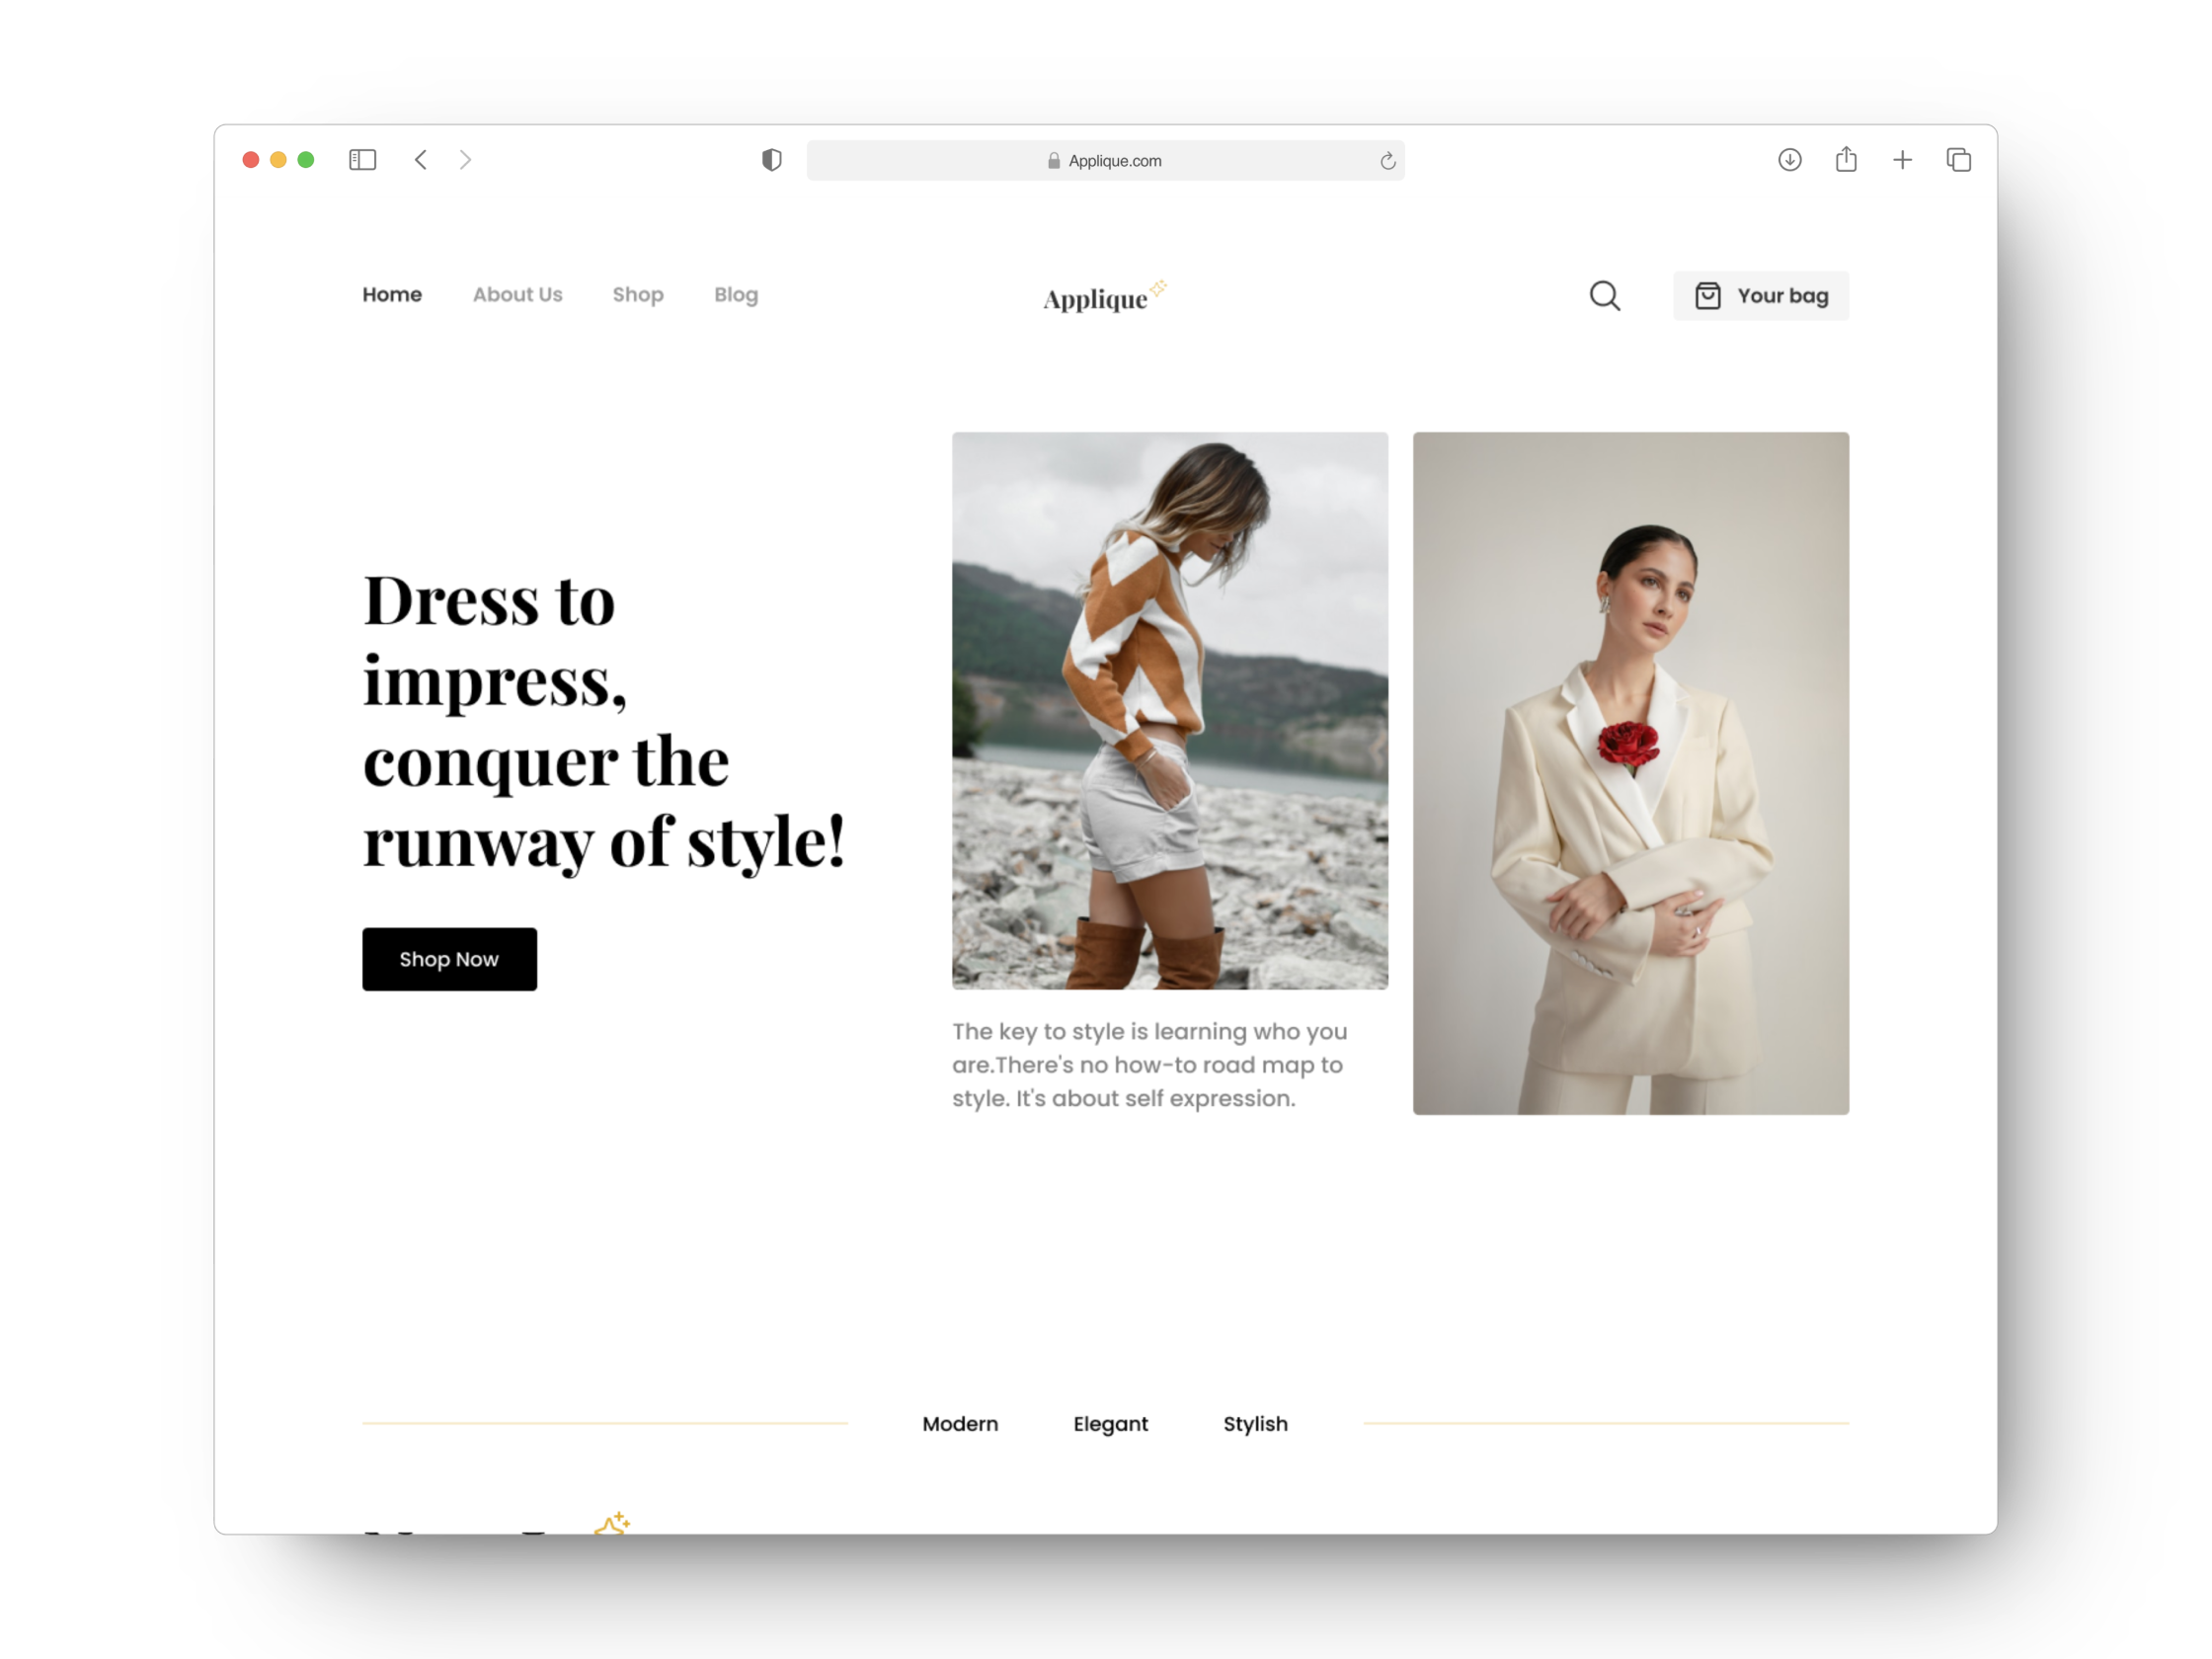 Applique.com
Home About Us Shop Blog
Applique
Your bag
Dress to
impress,
conquer the
runway of style!
Shop Now
The key to style is learning who you
are.There's no how-to road map to
style. It's about self expression.
Modern Elegant Stylish